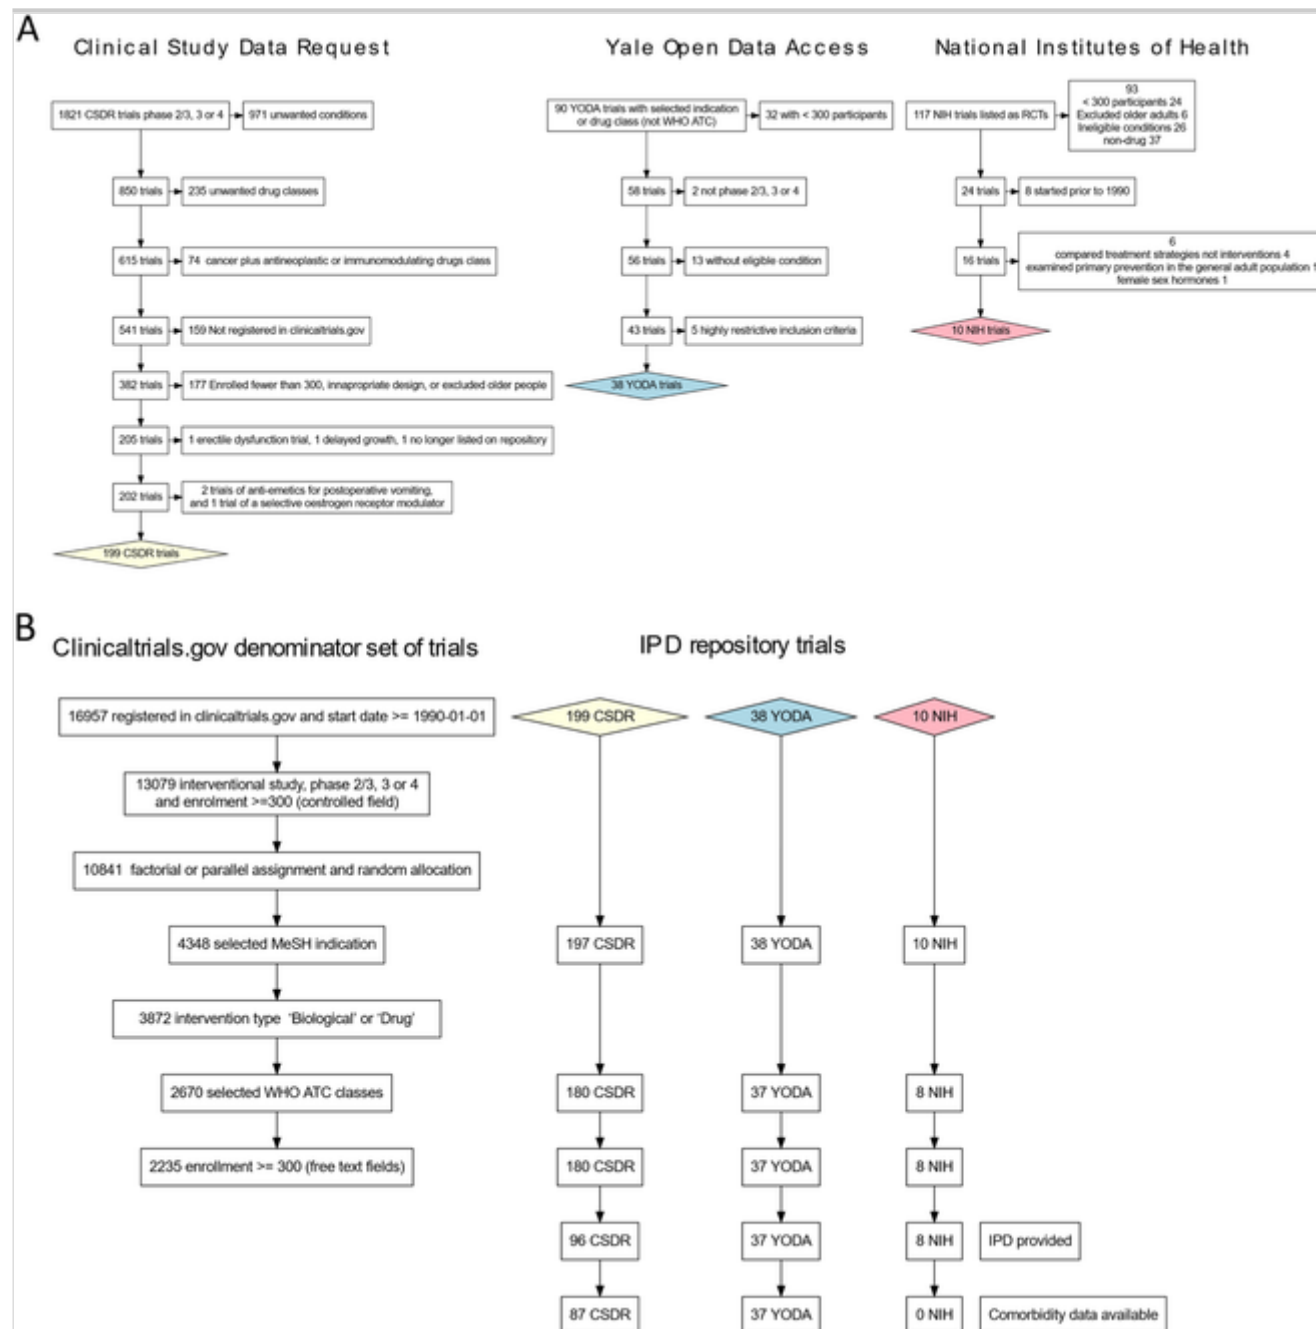 A
Clinical Study Data Request
Yale Open Data Access
National Institutes of Health
1821 CSDR trials phase 2/3, 3 or 4
971 unwanted conditions
850 trials
235 unwanted drug classes
615 trials
74 cancer plus antineoplastic or immunomodulating drugs class
541 trials
159 Not registered in clinicaltrials.gov
382 trials
177 Enrolled fewer than 300, innapropriate design, or excluded older people
205 trials
1 erectile dysfunction trial, 1 delayed growth, 1 no longer listed on repository
202 trials
2 trials of anti-emetics for postoperative vomiting,
and 1 trial of a selective oestrogen receptor modulator
199 CSDR trials
90 YODA trials with selected indication
or drug class (not WHO ATC)
32 with < 300 participants
58 trials
2 not phase 2/3, 3 or 4
56 trials
13 without eligible condition
43 trials
5 highly restrictive inclusion criteria
38 YODA trials
117 NIH trials listed as RCTs
93
< 300 participants 24
Excluded older adults 6
Ineligible conditions 26
non-drug 37
24 trials
8 started prior to 1990
16 trials
6
compared treatment strategies not interventions 4
examined primary prevention in the general adult population 1
female sex hormones 1
10 NIH trials
B
Clinicaltrials.gov denominator set of trials
IPD repository trials
16957 registered in clinicaltrials.gov and start date >= 1990-01-01
199 CSDR
38 YODA
10 NIH
13079 interventional study, phase 2/3, 3 or 4
and enrolment >=300 (controlled field)
10841 factorial or parallel assignment and random allocation
4348 selected MeSH indication
197 CSDR
38 YODA
10 NIH
3872 intervention type 'Biological' or 'Drug'
2670 selected WHO ATC classes
180 CSDR
37 YODA
8 NIH
2235 enrollment >= 300 (free text fields)
180 CSDR
37 YODA
8 NIH
96 CSDR
37 YODA
8 NIH
IPD provided
87 CSDR
37 YODA
0 NIH
Comorbidity data available